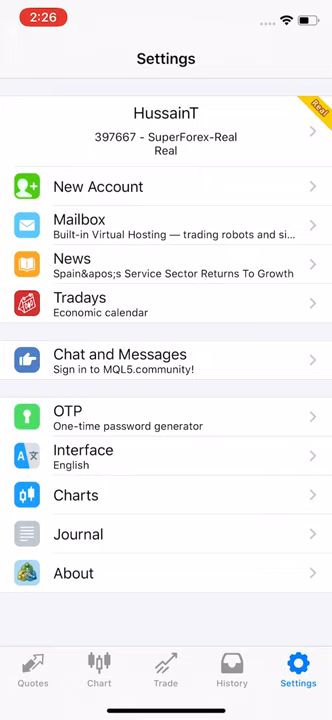 2:26
Settings
HussainT
Real
397667 - SuperForex-Real
Real
New Account
Mailbox
Built-in Virtual Hosting — trading robots and si...
News
Spain&apos;s Service Sector Returns To Growth
Tradays
Economic calendar
Chat and Messages
Sign in to MQL5.community!
OTP
One-time password generator
Interface
English
Charts
Journal
About
Quotes
Chart
Trade
History
Settings